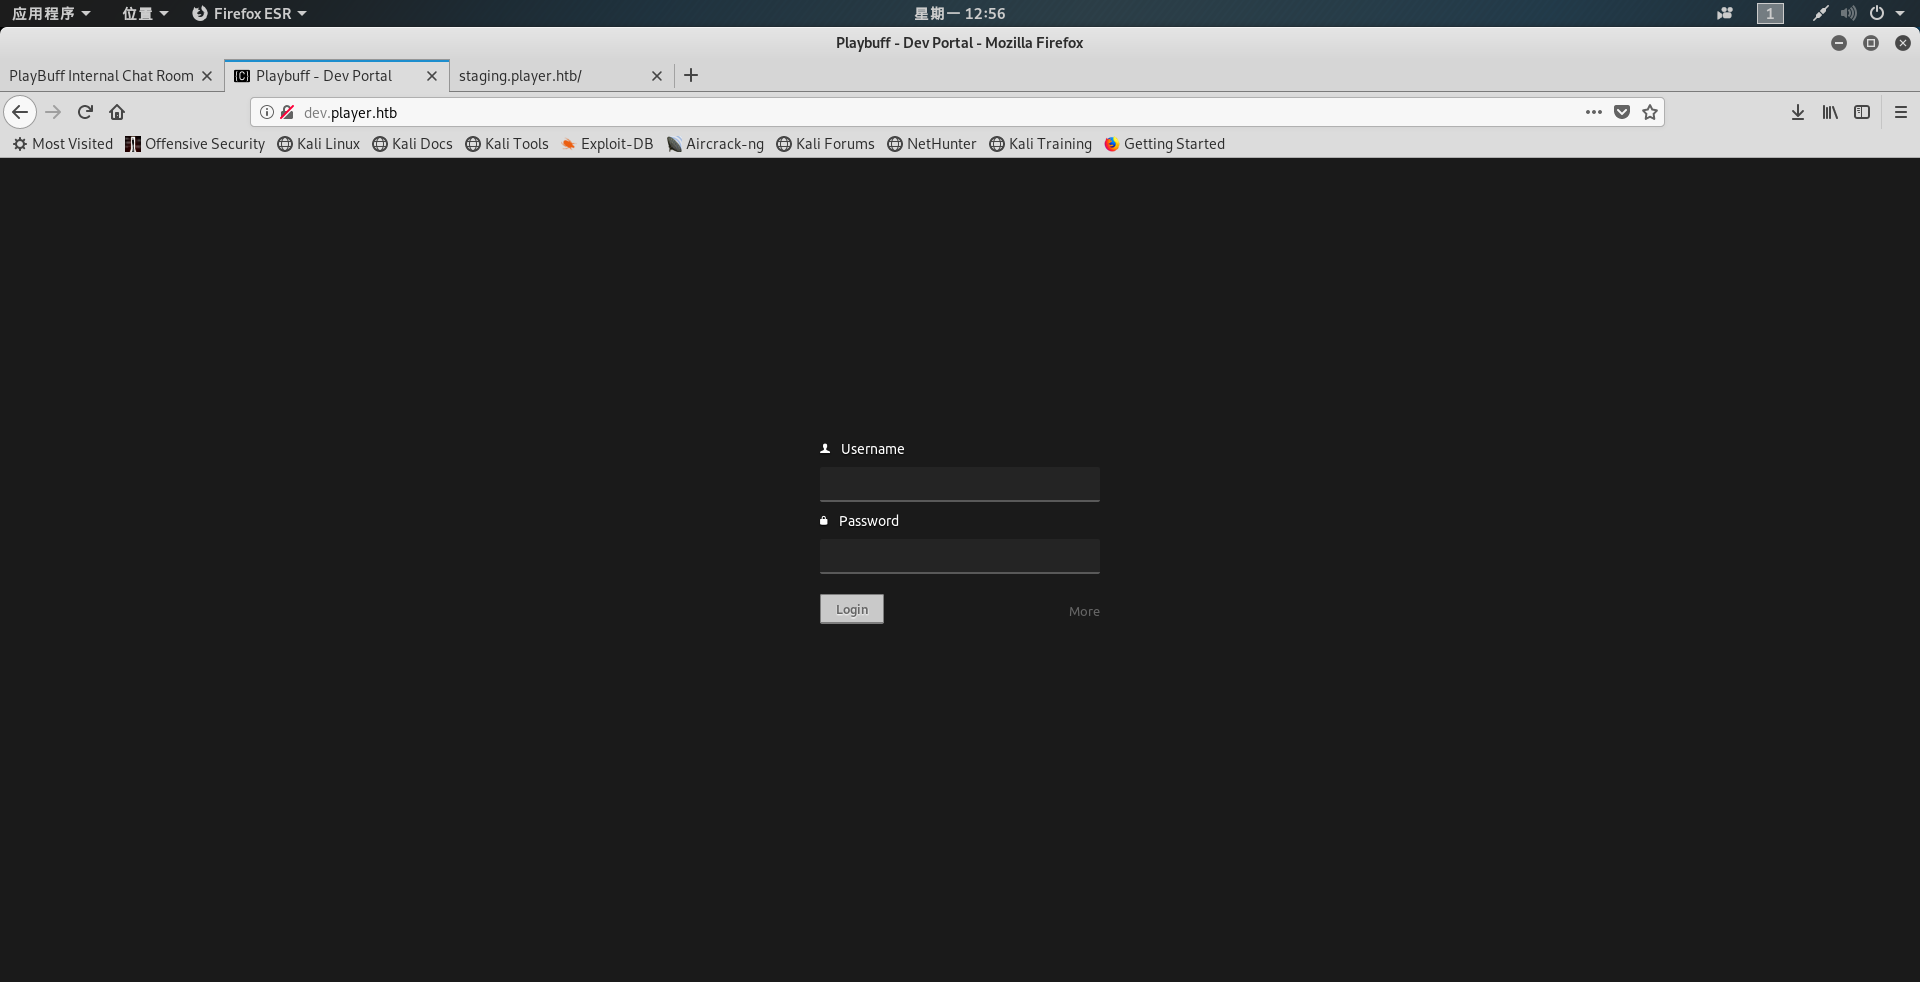 应用程序 位置 Firefox ESR 星期一 12:56 1
Playbuff - Dev Portal - Mozilla Firefox
PlayBuff Internal Chat Room Playbuff - Dev Portal staging.player.htb/
dev.player.htb
Most Visited Offensive Security Kali Linux Kali Docs Kali Tools Exploit-DB Aircrack-ng Kali Forums NetHunter Kali Training Getting Started
Username
Password
Login More